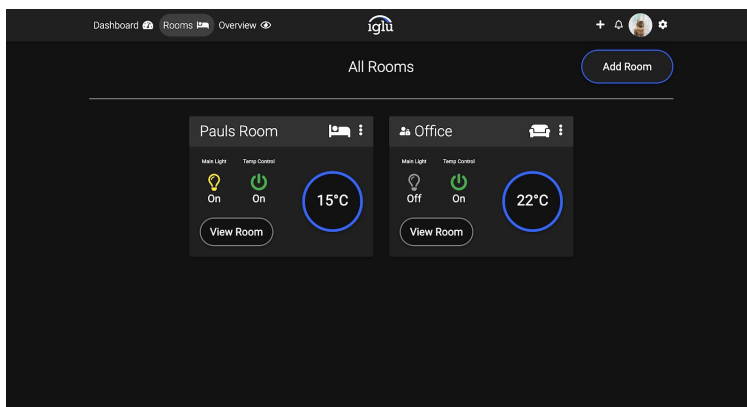 Dashboard Rooms Overview
iglu
All Rooms
Add Room
Pauls Room
Main Light Temp Control
On On
15°C
View Room
Office
Main Light Temp Control
Off On
22°C
View Room